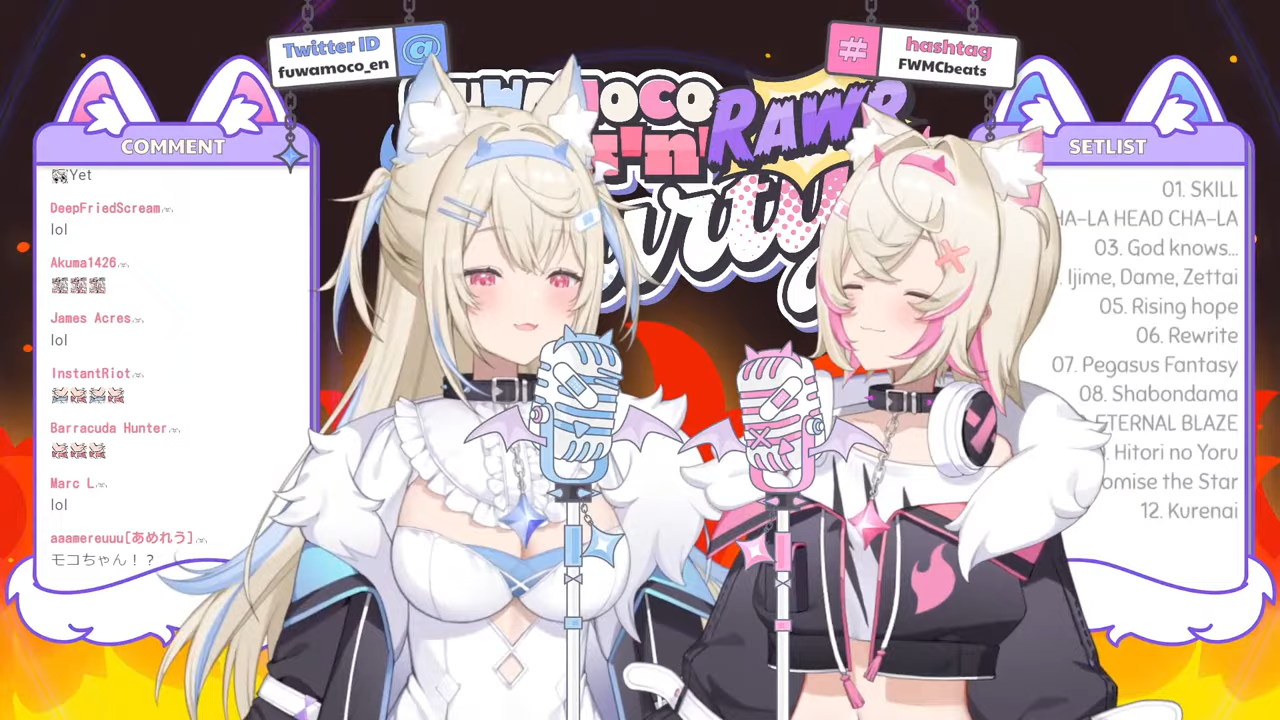 Twitter ID
@
fuwamoco_en
#
hashtag
FWMCbeats
OCO
'n'
RAWR
COMMENT
Yet
DeepFriedScream
lol
Akuma1426
James Acres
lol
InstantRiot
Barracuda Hunter
Marc L
lol
aaamereuuu[あめれう]
モコちゃん！？
SETLIST
01. SKILL
HA-LA HEAD CHA-LA
03. God knows...
. Ijime, Dame, Zettai
05. Rising hope
06. Rewrite
07. Pegasus Fantasy
08. Shabondama
ETERNAL BLAZE
. Hitori no Yoru
omise the Star
12. Kurenai